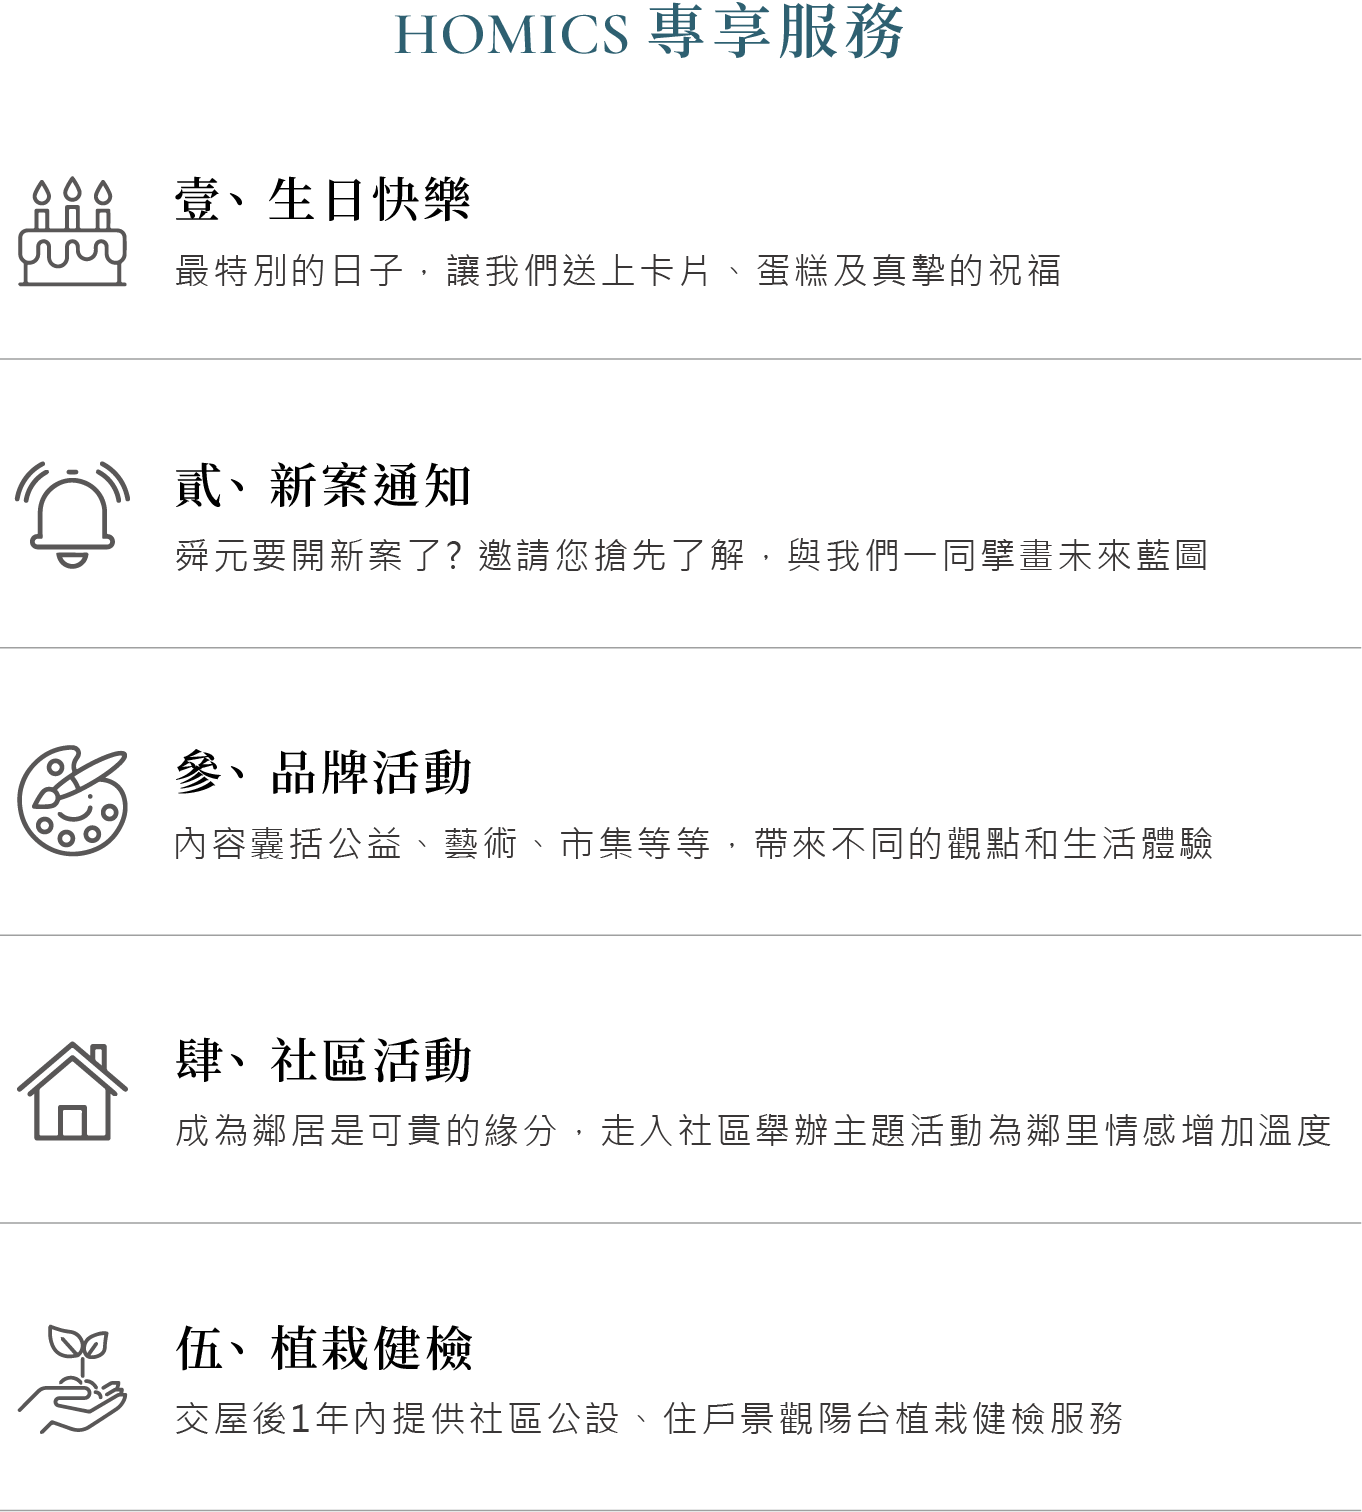 HOMICS 專享服務
壹、生日快樂
最特別的日子，讓我們送上卡片、蛋糕及真摯的祝福
貳、新案通知
舜元要開新案了? 邀請您搶先了解，與我們一同擘畫未來藍圖
參、品牌活動
內容囊括公益、藝術、市集等等，帶來不同的觀點和生活體驗
肆、社區活動
成為鄰居是可貴的緣分，走入社區舉辦主題活動為鄰里情感增加溫度
伍、植栽健檢
交屋後1年內提供社區公設、住戶景觀陽台植栽健檢服務